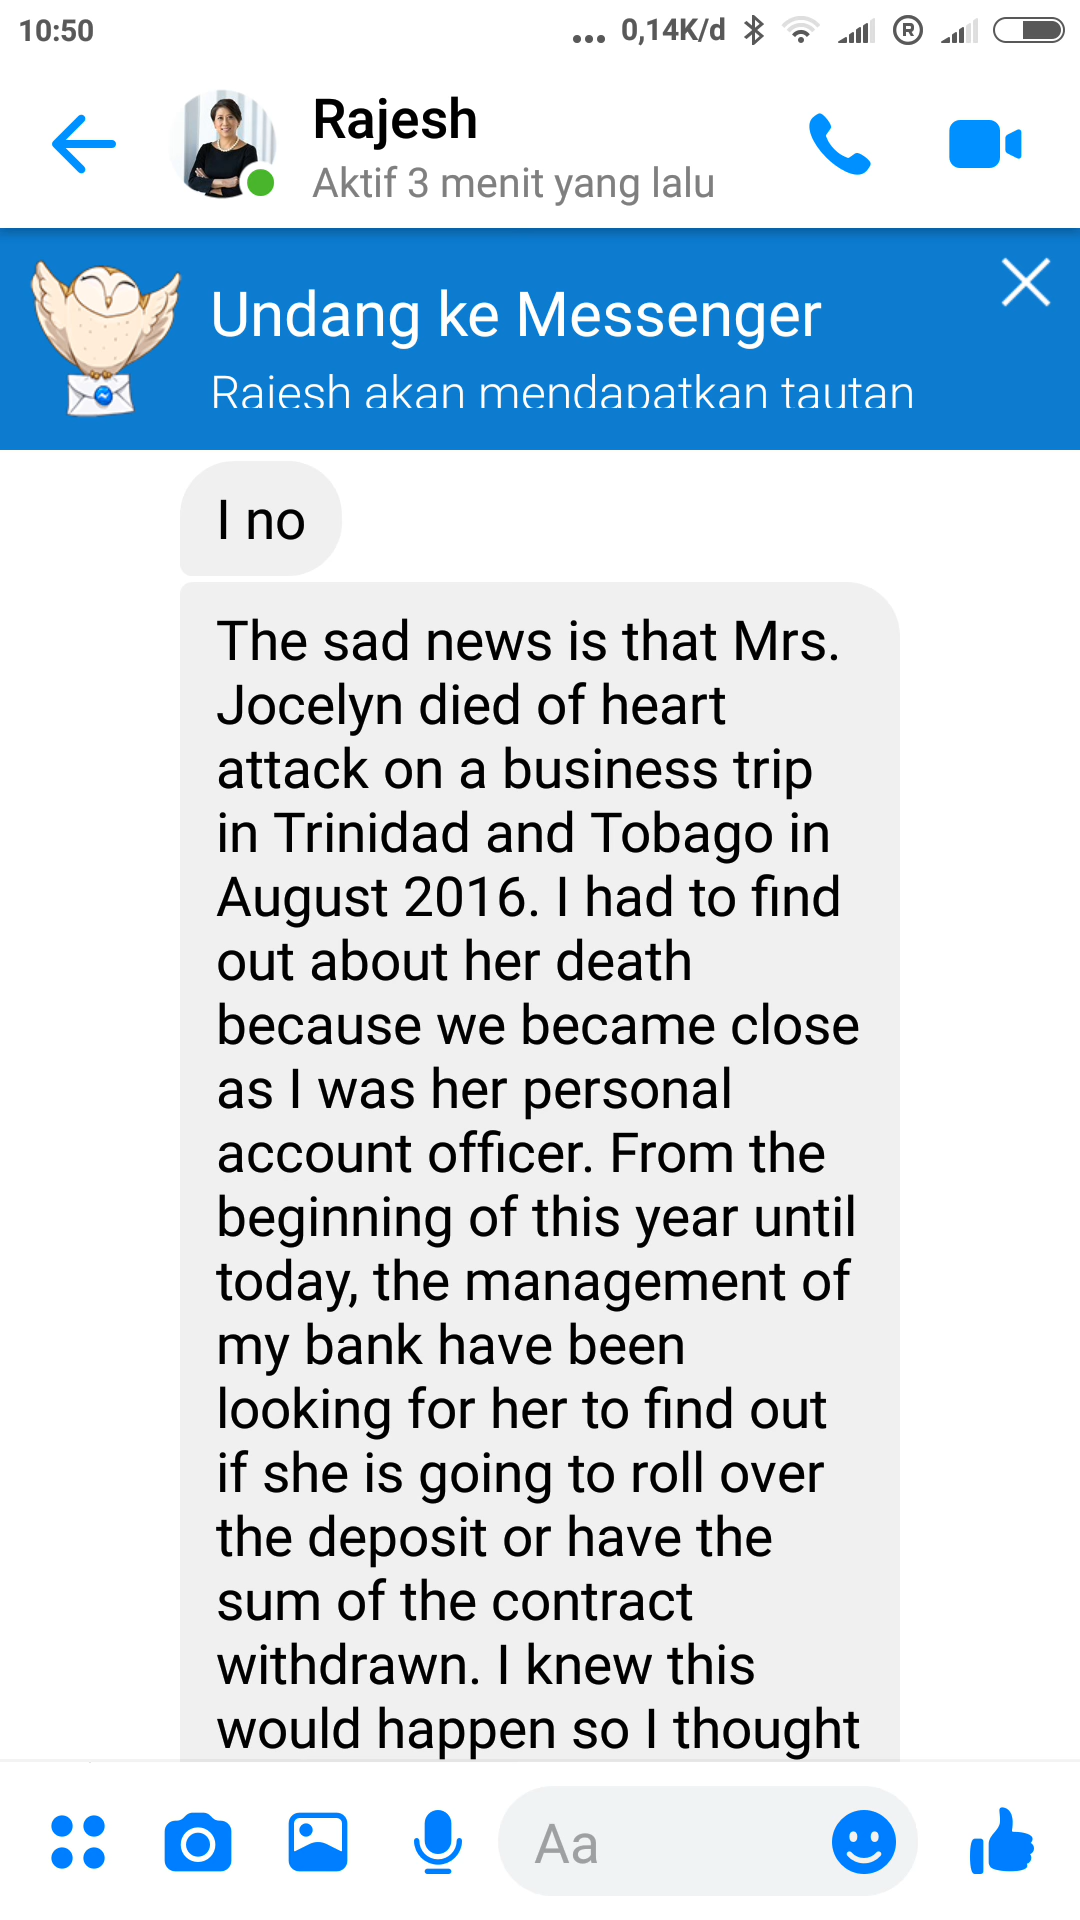 10:50
... 0,14K/d
R
Rajesh
Aktif 3 menit yang lalu
Undang ke Messenger
Rajesh akan mendapatkan tautan
I no
The sad news is that Mrs.
Jocelyn died of heart
attack on a business trip
in Trinidad and Tobago in
August 2016. I had to find
out about her death
because we became close
as I was her personal
account officer. From the
beginning of this year until
today, the management of
my bank have been
looking for her to find out
if she is going to roll over
the deposit or have the
sum of the contract
withdrawn. I knew this
would happen so I thought
Aa